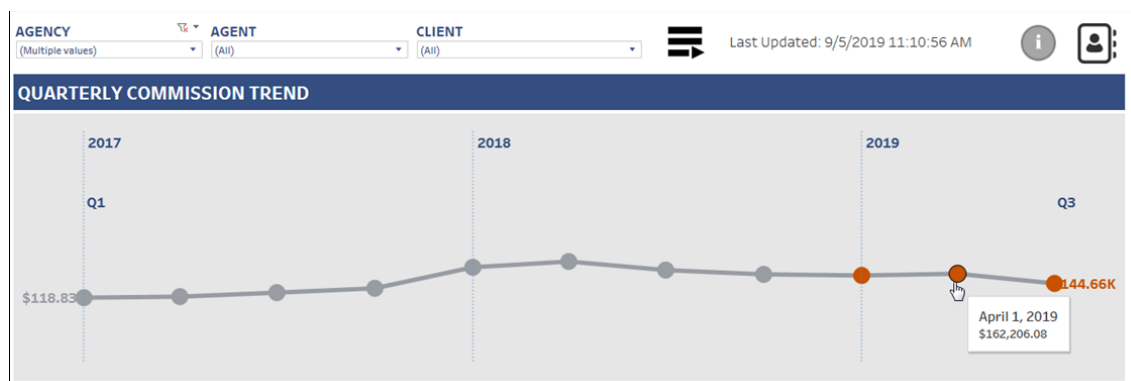 AGENCY AGENT CLIENT
(Multiple values) (All) (All)
Last Updated: 9/5/2019 11:10:56 AM
i
QUARTERLY COMMISSION TREND
2017 2018 2019
Q1 Q3
$118.83
144.66K
April 1, 2019
$162,206.08